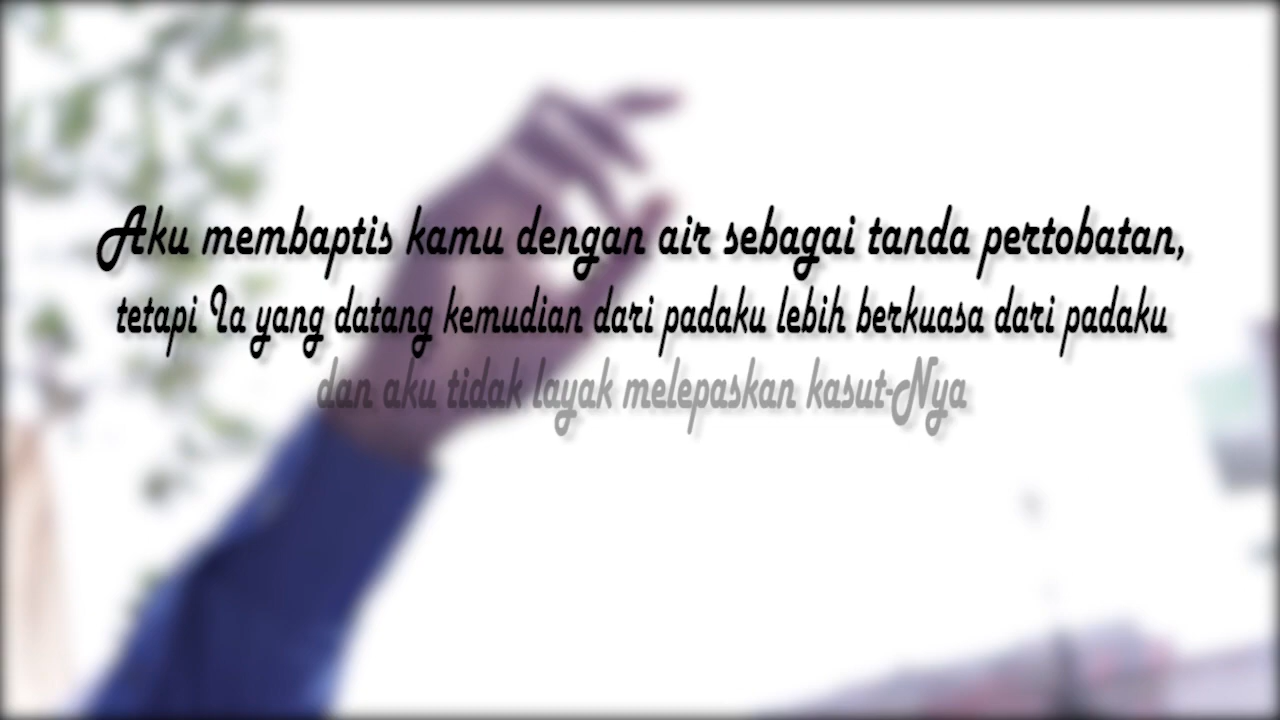 Aku membaptis kamu dengan air sebagai tanda pertobatan,
tetapi Ia yang datang kemudian dari padaku lebih berkuasa dari padaku
dan aku tidak layak melepaskan kasut-Nya